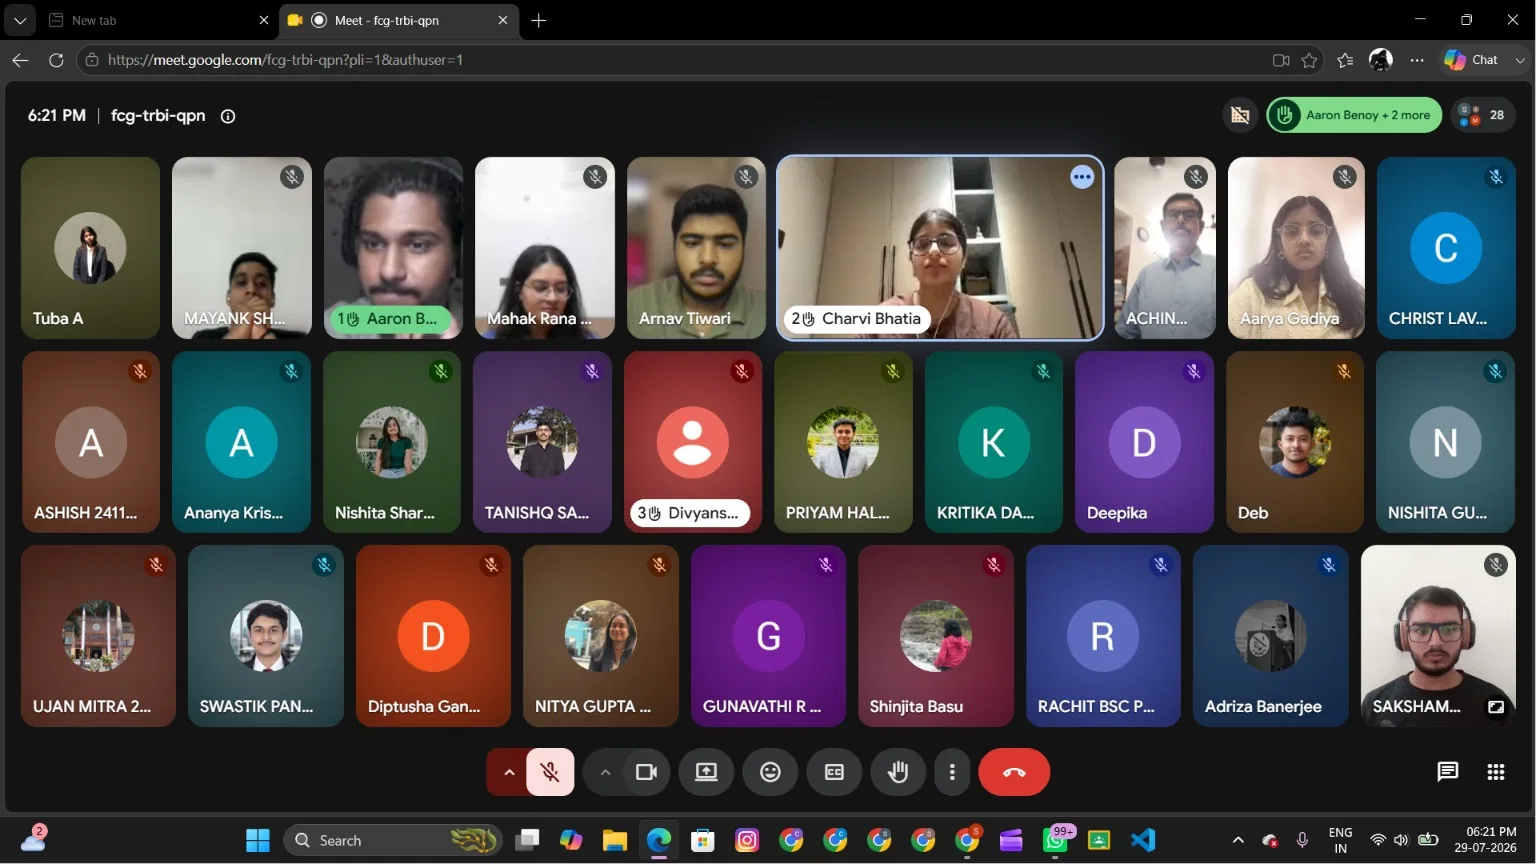 New tab
Meet - fcg-trbi-qpn
https://meet.google.com/fcg-trbi-qpn?pli=1&authuser=1
Chat
6:21 PM | fcg-trbi-qpn
Aaron Benoy + 2 more
28
Tuba A
MAYANK SH...
1 Aaron B...
Mahak Rana ...
Arnav Tiwari
2 Charvi Bhatia
ACHIN...
Aarya Gadiya
C
CHRIST LAV...
A
ASHISH 2411...
A
Ananya Kris...
Nishita Shar...
TANISHQ SA...
3 Divyans...
PRIYAM HAL...
K
KRITIKA DA...
D
Deepika
Deb
N
NISHITA GU...
UJAN MITRA 2...
SWASTIK PAN...
D
Diptusha Gan...
NITYA GUPTA ...
G
GUNAVATHI R ...
Shinjita Basu
R
RACHIT BSC P...
Adriza Banerjee
SAKSHAM...
CC
2
Search
99+
ENG
IN
06:21 PM
29-07-2026